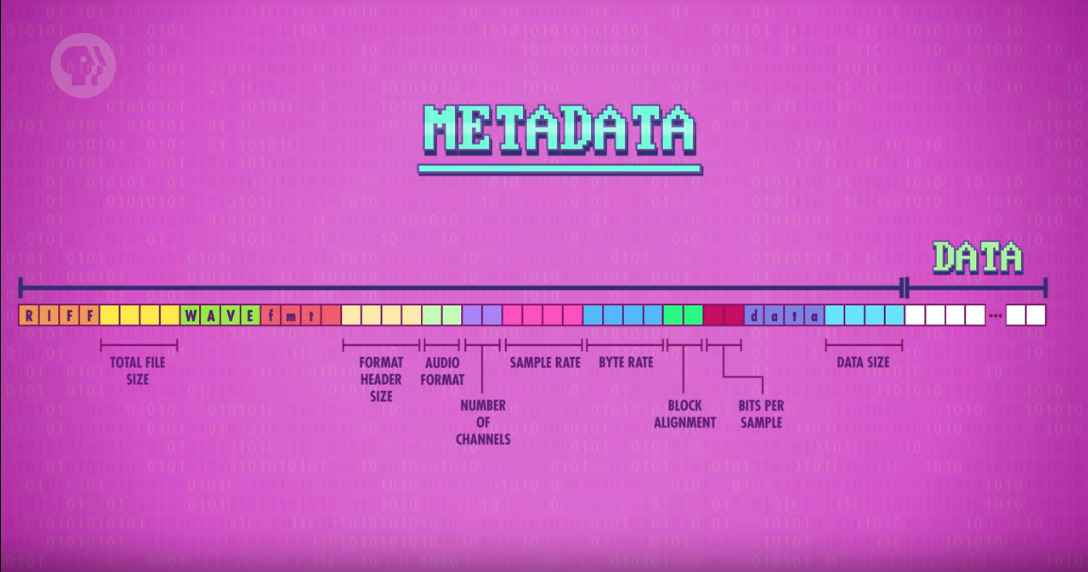 METADATA
DATA
RIFF WAVE fmt data ...
TOTAL FILE
SIZE
FORMAT
HEADER
SIZE
AUDIO
FORMAT
NUMBER
OF
CHANNELS
SAMPLE RATE
BYTE RATE
BLOCK
ALIGNMENT
BITS PER
SAMPLE
DATA SIZE